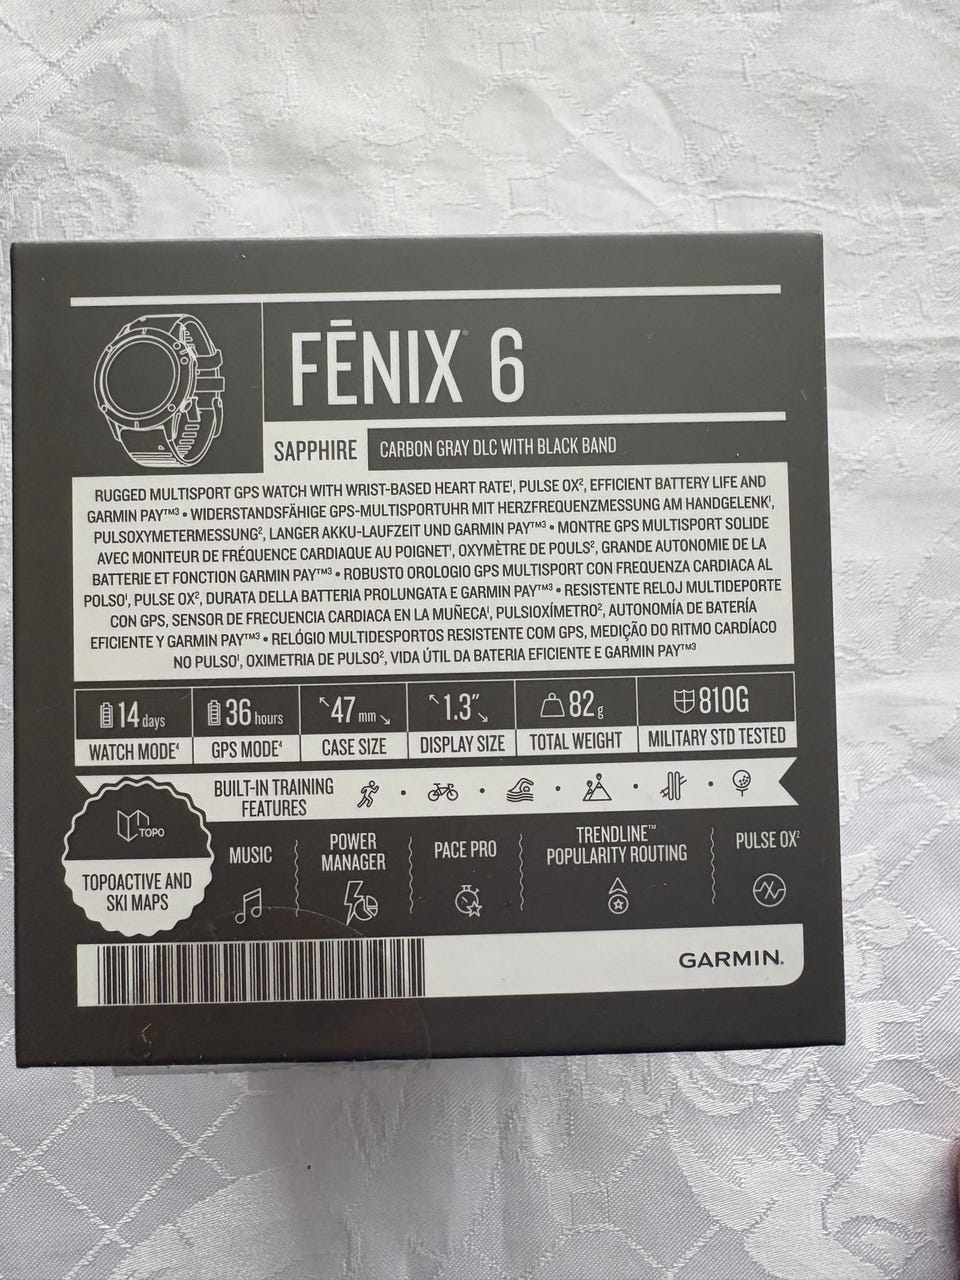 FĒNIX® 6
SAPPHIRE
CARBON GRAY DLC WITH BLACK BAND
RUGGED MULTISPORT GPS WATCH WITH WRIST-BASED HEART RATE¹, PULSE OX², EFFICIENT BATTERY LIFE AND
GARMIN PAY™³ • WIDERSTANDSFÄHIGE GPS-MULTISPORTUHR MIT HERZFREQUENZMESSUNG AM HANDGELENK¹,
PULSOXYMETERMESSUNG², LANGER AKKU-LAUFZEIT UND GARMIN PAY™³ • MONTRE GPS MULTISPORT SOLIDE
AVEC MONITEUR DE FRÉQUENCE CARDIAQUE AU POIGNET¹, OXYMÈTRE DE POULS², GRANDE AUTONOMIE DE LA
BATTERIE ET FONCTION GARMIN PAY™³ • ROBUSTO OROLOGIO GPS MULTISPORT CON FREQUENZA CARDIACA AL
POLSO¹, PULSE OX², DURATA DELLA BATTERIA PROLUNGATA E GARMIN PAY™³ • RESISTENTE RELOJ MULTIDEPORTE
CON GPS, SENSOR DE FRECUENCIA CARDIACA EN LA MUÑECA¹, PULSIOXÍMETRO², AUTONOMÍA DE BATERÍA
EFICIENTE Y GARMIN PAY™³ • RELÓGIO MULTIDESPORTOS RESISTENTE COM GPS, MEDIÇÃO DO RITMO CARDÍACO
NO PULSO¹, OXIMETRIA DE PULSO², VIDA ÚTIL DA BATERIA EFICIENTE E GARMIN PAY™³
14 days
WATCH MODE⁴
36 hours
GPS MODE⁴
47 mm
CASE SIZE
1.3″
DISPLAY SIZE
82 g
TOTAL WEIGHT
810G
MILITARY STD TESTED
BUILT-IN TRAINING
FEATURES
TOPO
TOPOACTIVE AND
SKI MAPS
MUSIC
POWER
MANAGER
PACE PRO
TRENDLINE™
POPULARITY ROUTING
PULSE OX²
GARMIN.